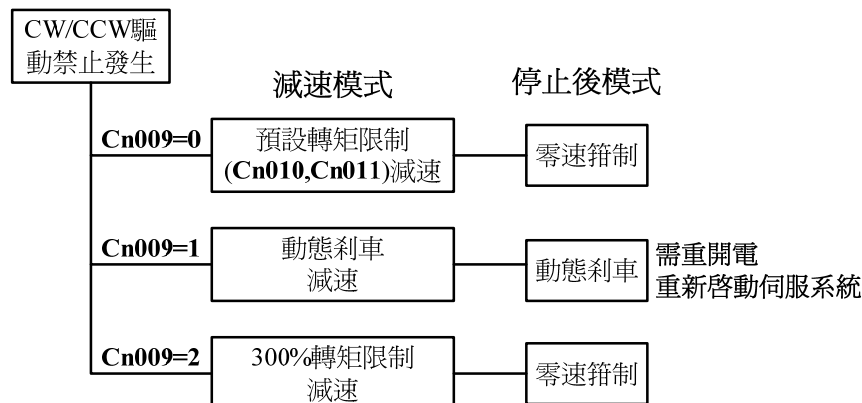 CW/CCW驅
動禁止發生
減速模式
停止後模式
Cn009=0
預設轉矩限制
(Cn010,Cn011)減速
零速箝制
Cn009=1
動態剎車
減速
動態剎車
需重開電
重新啓動伺服系統
Cn009=2
300%轉矩限制
減速
零速箝制